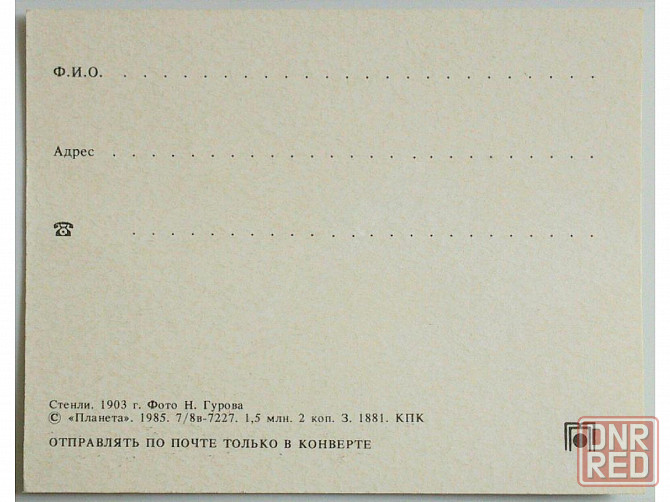 Ф.И.О. . . . . . . . . . . . . . . . . . . . . . . . . . . .
Адрес . . . . . . . . . . . . . . . . . . . . . . . . . . .
☎ . . . . . . . . . . . . . . . . . . . . . . . . . .
Стенли. 1903 г. Фото Н. Гурова
© «Планета». 1985. 7/8в-7227. 1,5 млн. 2 коп. З. 1881. КПК
ОТПРАВЛЯТЬ ПО ПОЧТЕ ТОЛЬКО В КОНВЕРТЕ
DNR
RED